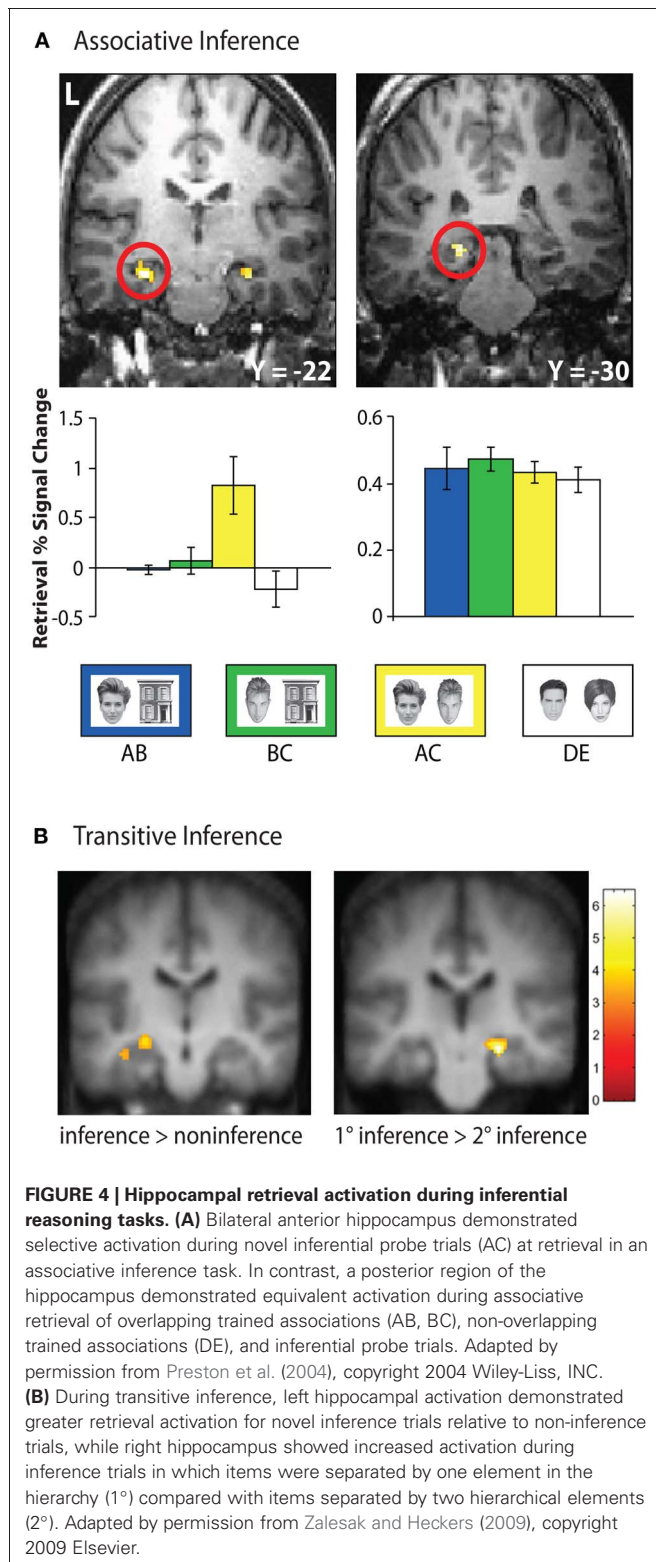 A Associative Inference
L
Y = -22
Y = -30
Retrieval % Signal Change
1.5
1
0.5
0
-0.5
0.6
0.4
0.2
0
AB
BC
AC
DE
B Transitive Inference
6
5
4
3
2
1
0
inference > noninference
1° inference > 2° inference
FIGURE 4 | Hippocampal retrieval activation during inferential
reasoning tasks. (A) Bilateral anterior hippocampus demonstrated
selective activation during novel inferential probe trials (AC) at retrieval in an
associative inference task. In contrast, a posterior region of the
hippocampus demonstrated equivalent activation during associative
retrieval of overlapping trained associations (AB, BC), non-overlapping
trained associations (DE), and inferential probe trials. Adapted by
permission from Preston et al. (2004), copyright 2004 Wiley-Liss, INC.
(B) During transitive inference, left hippocampal activation demonstrated
greater retrieval activation for novel inference trials relative to non-inference
trials, while right hippocampus showed increased activation during
inference trials in which items were separated by one element in the
hierarchy (1°) compared with items separated by two hierarchical elements
(2°). Adapted by permission from Zalesak and Heckers (2009), copyright
2009 Elsevier.